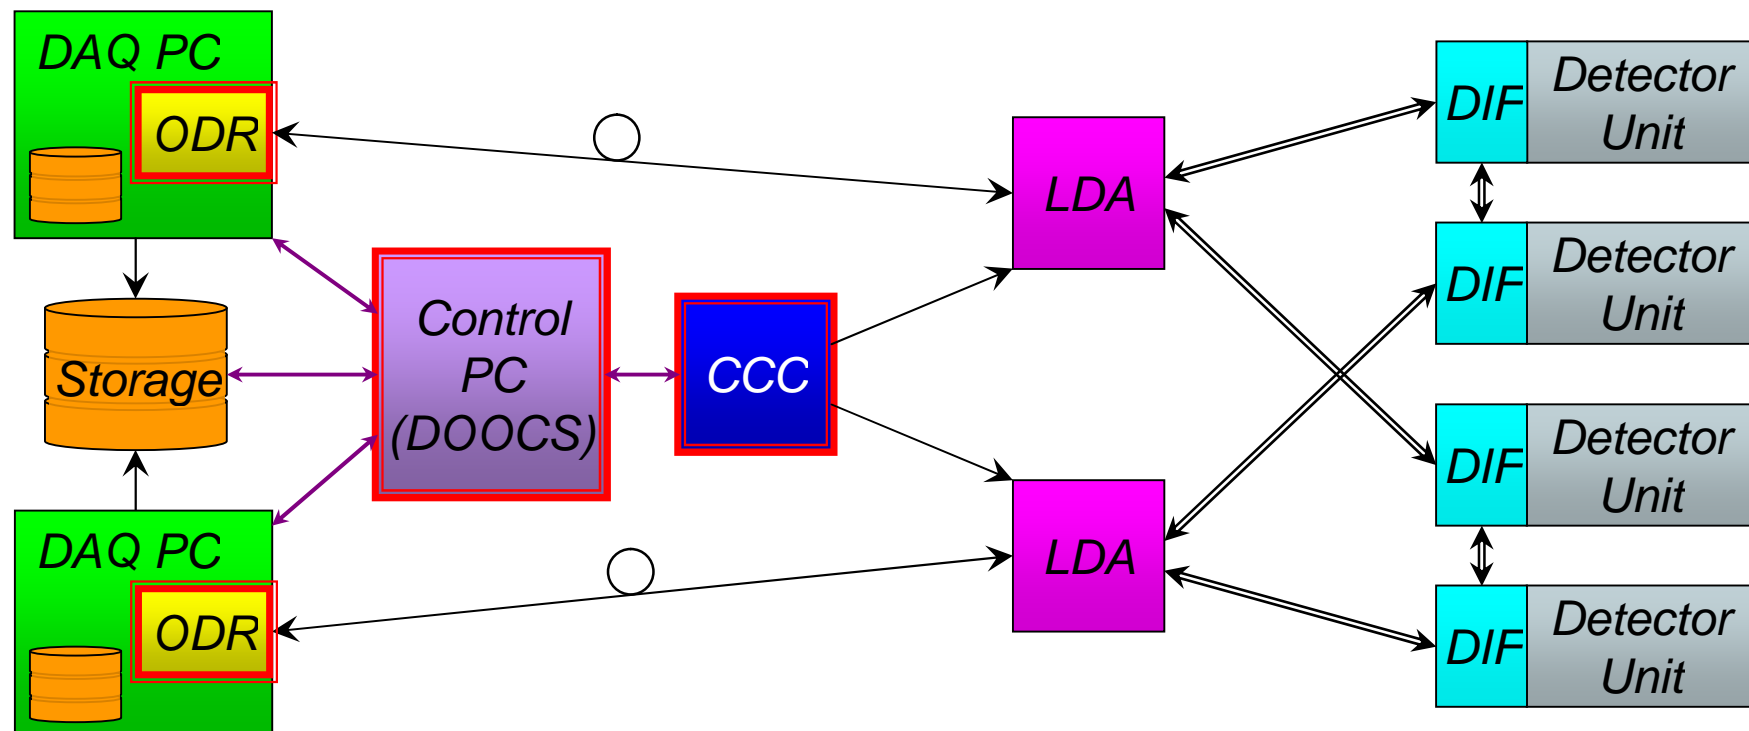 DAQ PC
ODR
Storage
DAQ PC
ODR
Control
PC
(DOOCS)
CCC
LDA
LDA
DIF
Detector
Unit
DIF
Detector
Unit
DIF
Detector
Unit
DIF
Detector
Unit